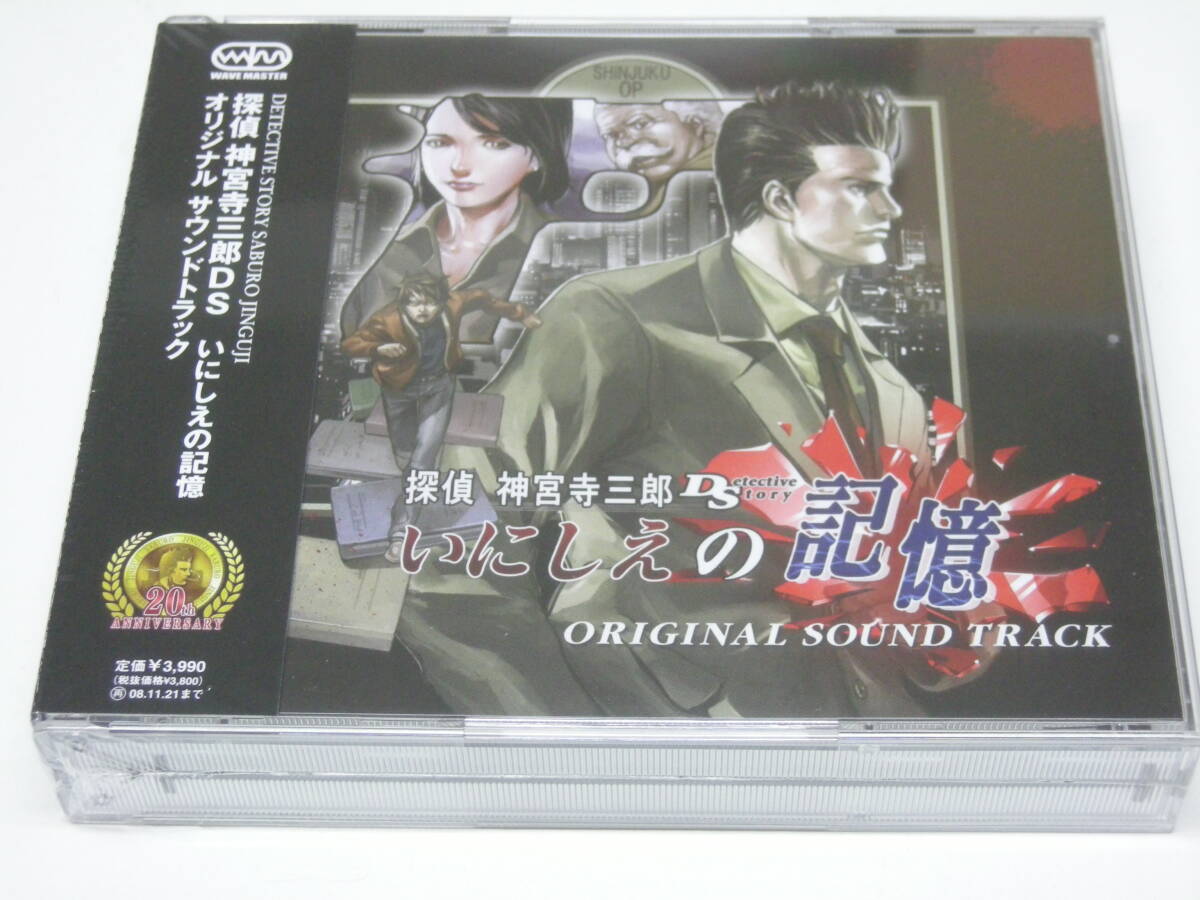 WAVE MASTER
DETECTIVE STORY SABURO JINGUJI
探偵 神宮寺三郎DS いにしえの記憶
オリジナル サウンドトラック
20th
ANNIVERSARY
定価¥3,990
(税抜価格¥3,800)
再 08.11.21まで
SHINJUKU
OP
探偵 神宮寺三郎 DS
Detective
Story
いにしえの記憶
ORIGINAL SOUND TRACK